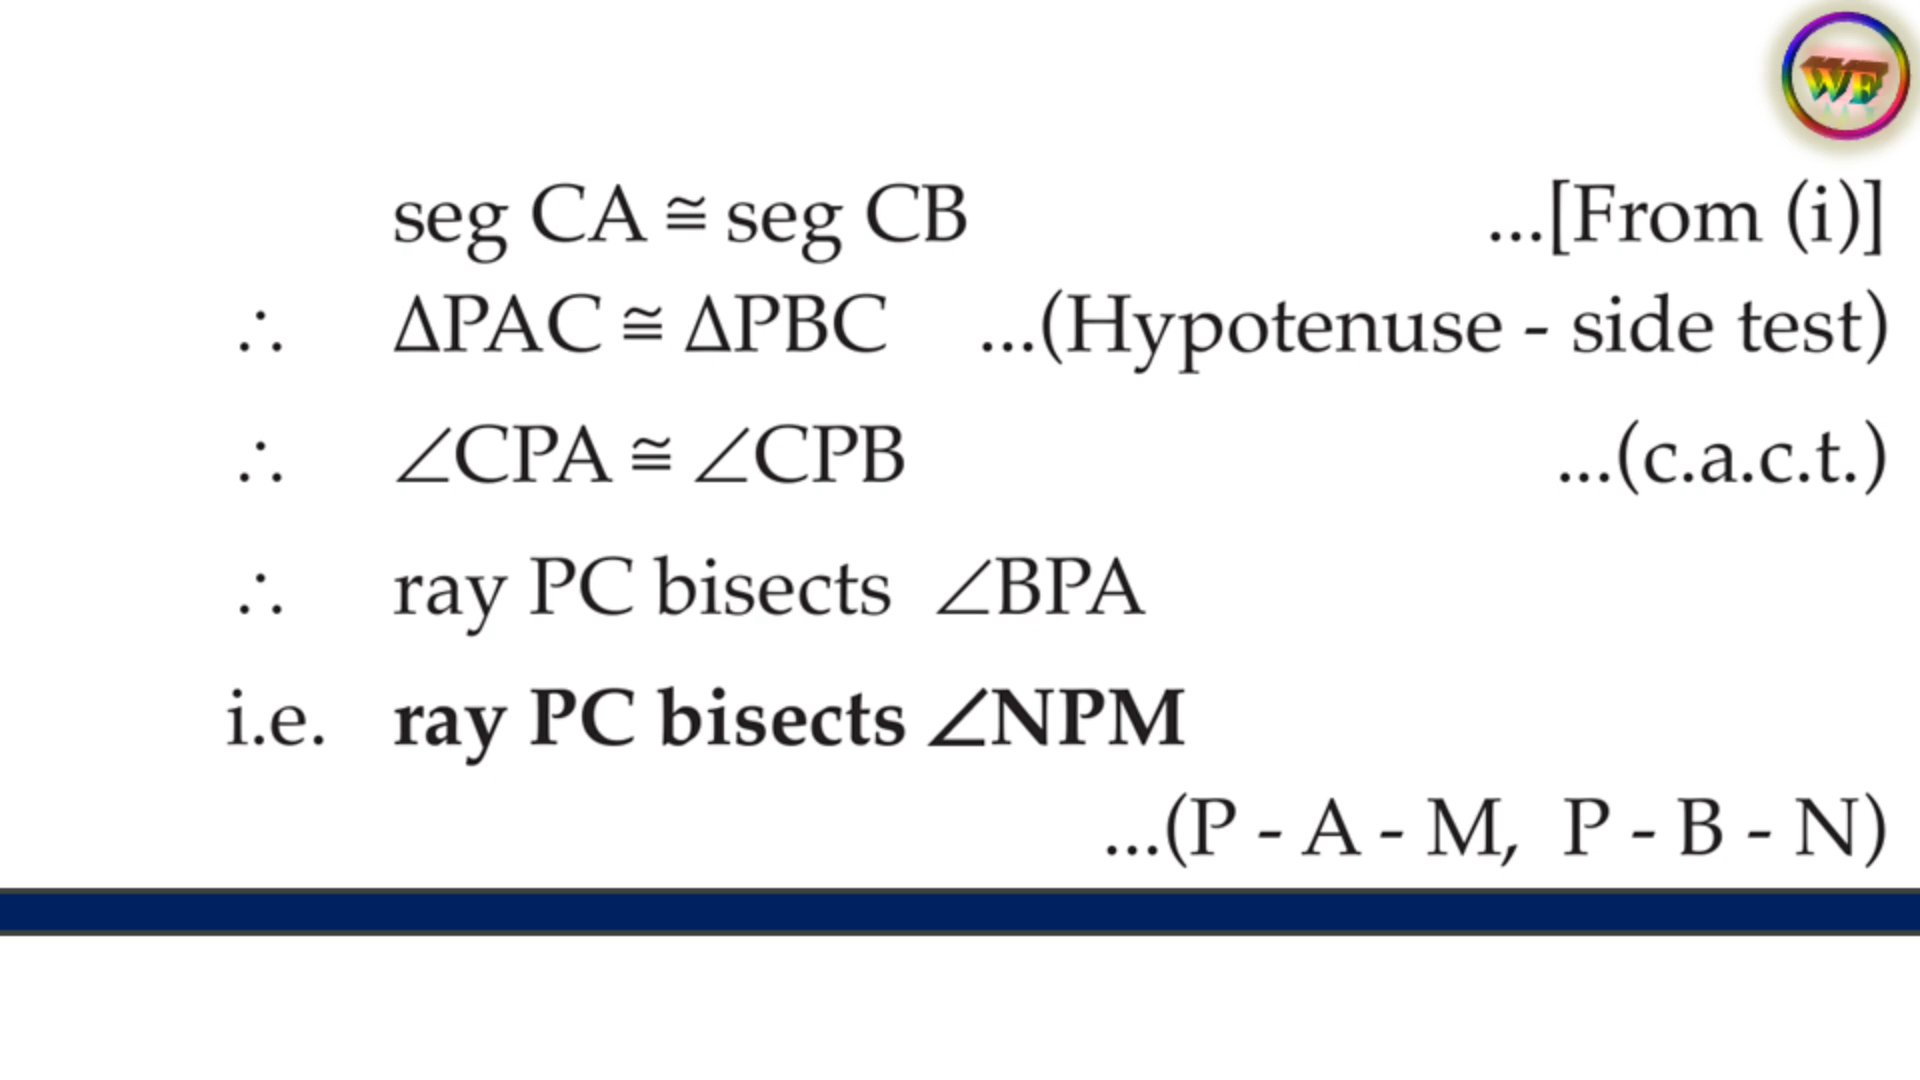 WE
seg CA ≅ seg CB ...[From (i)]
∴ ΔPAC ≅ ΔPBC ...(Hypotenuse - side test)
∴ ∠CPA ≅ ∠CPB ...(c.a.c.t.)
∴ ray PC bisects ∠BPA
i.e. ray PC bisects ∠NPM
...(P - A - M, P - B - N)